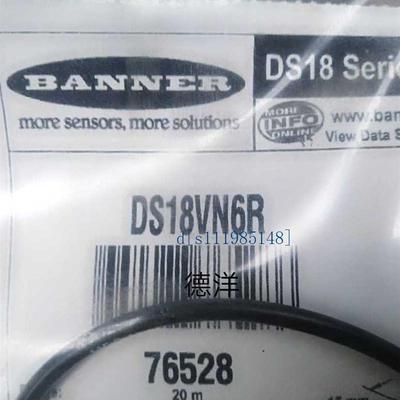 BANNER
more sensors, more solutions
DS18 Serie
MORE
INFO
ONLINE
www.ban
View Data S
DS18VN6R
d[s111985148]
德洋
76528
20 m